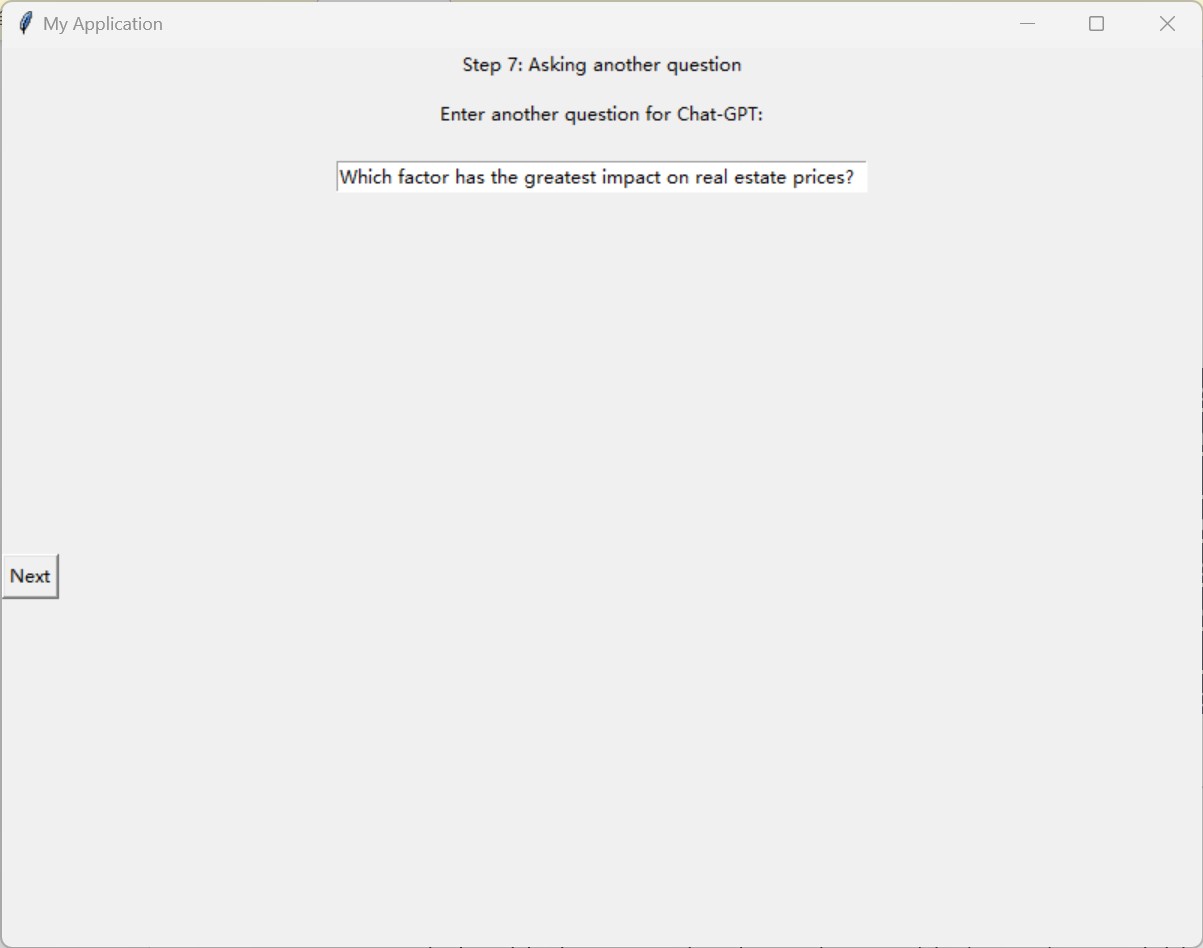 My Application
Step 7: Asking another question
Enter another question for Chat-GPT:
Which factor has the greatest impact on real estate prices?
Next